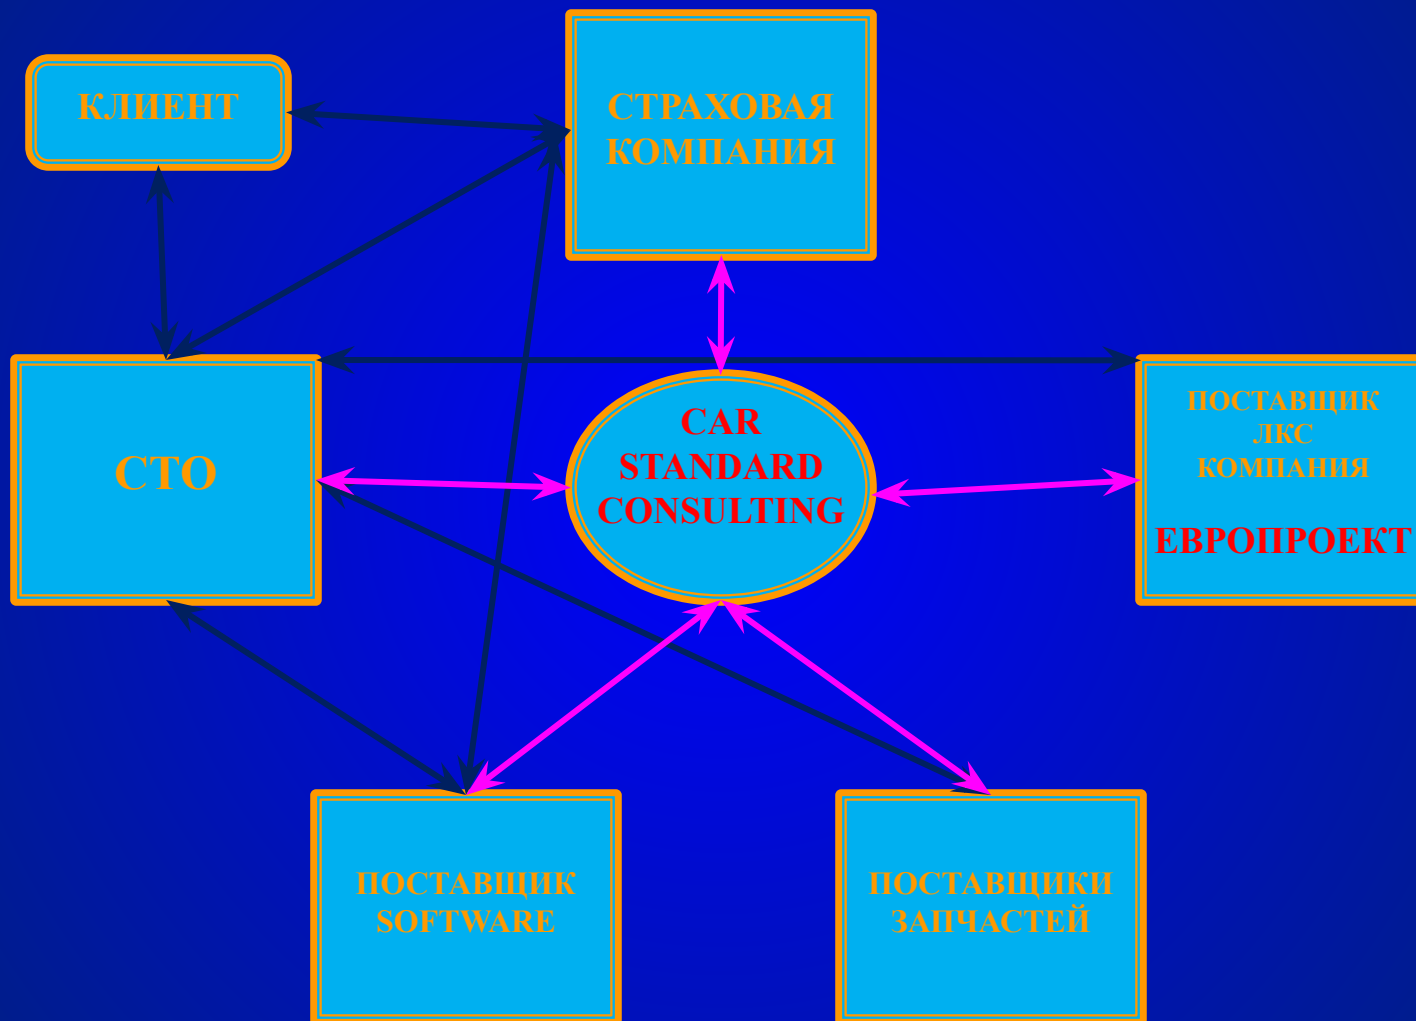 КЛИЕНТ
СТРАХОВАЯ
КОМПАНИЯ
СТО
CAR
STANDARD
CONSULTING
ПОСТАВЩИК
ЛКС
КОМПАНИЯ
ЕВРОПРОЕКТ
ПОСТАВЩИК
SOFTWARE
ПОСТАВЩИКИ
ЗАПЧАСТЕЙ